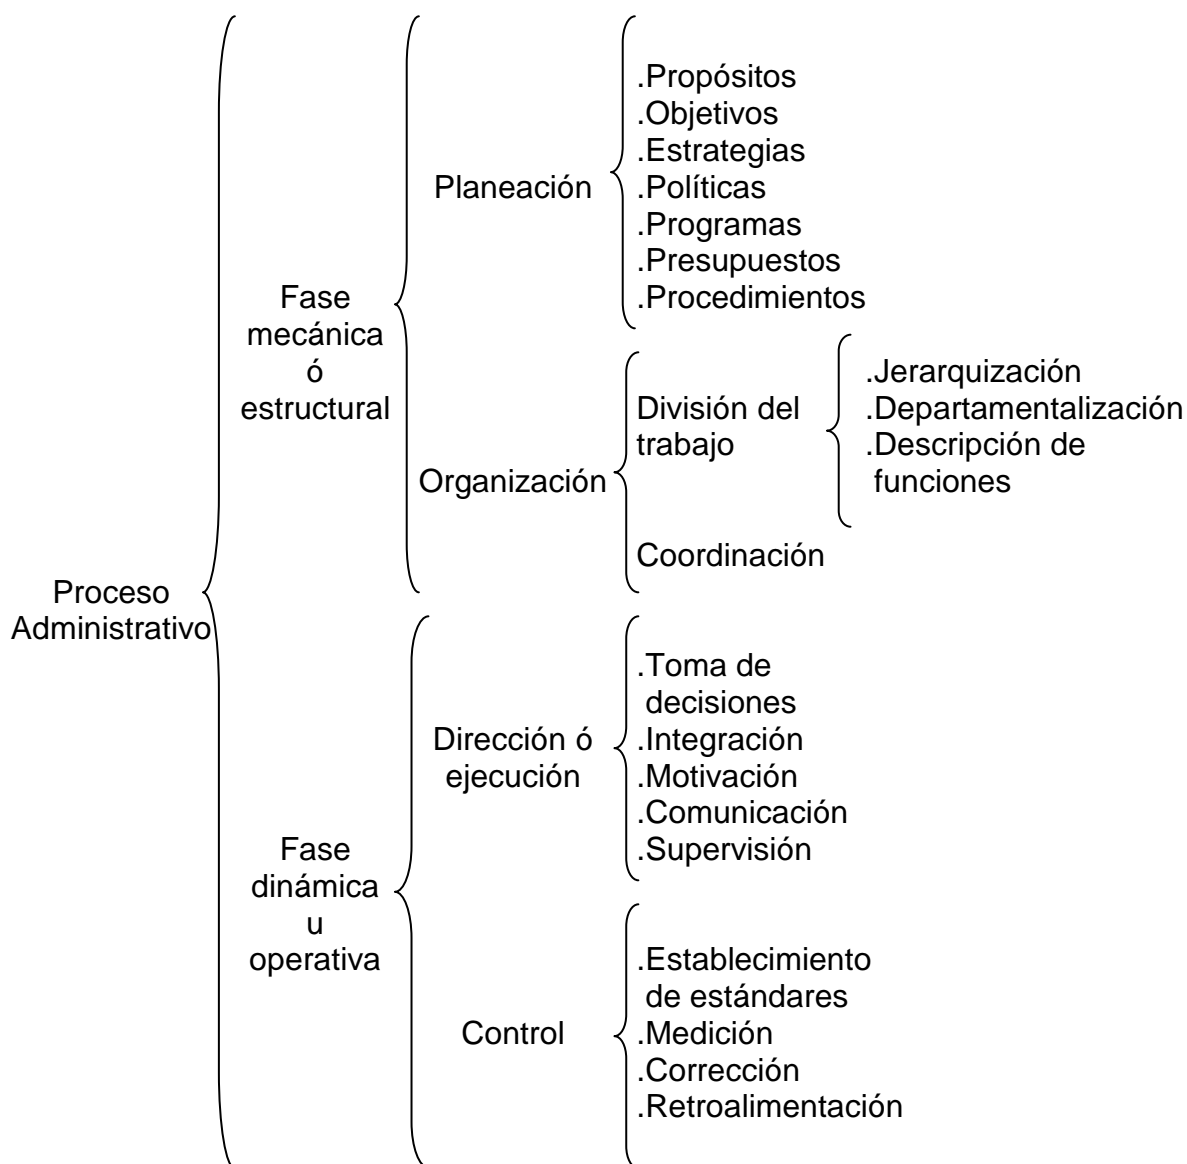 Proceso
Administrativo
Fase
mecánica
ó
estructural
Planeación
.Propósitos
.Objetivos
.Estrategias
.Políticas
.Programas
.Presupuestos
.Procedimientos
Organización
División del
trabajo
.Jerarquización
.Departamentalización
.Descripción de
funciones
Coordinación
Fase
dinámica
u
operativa
Dirección ó
ejecución
.Toma de
decisiones
.Integración
.Motivación
.Comunicación
.Supervisión
Control
.Establecimiento
de estándares
.Medición
.Corrección
.Retroalimentación